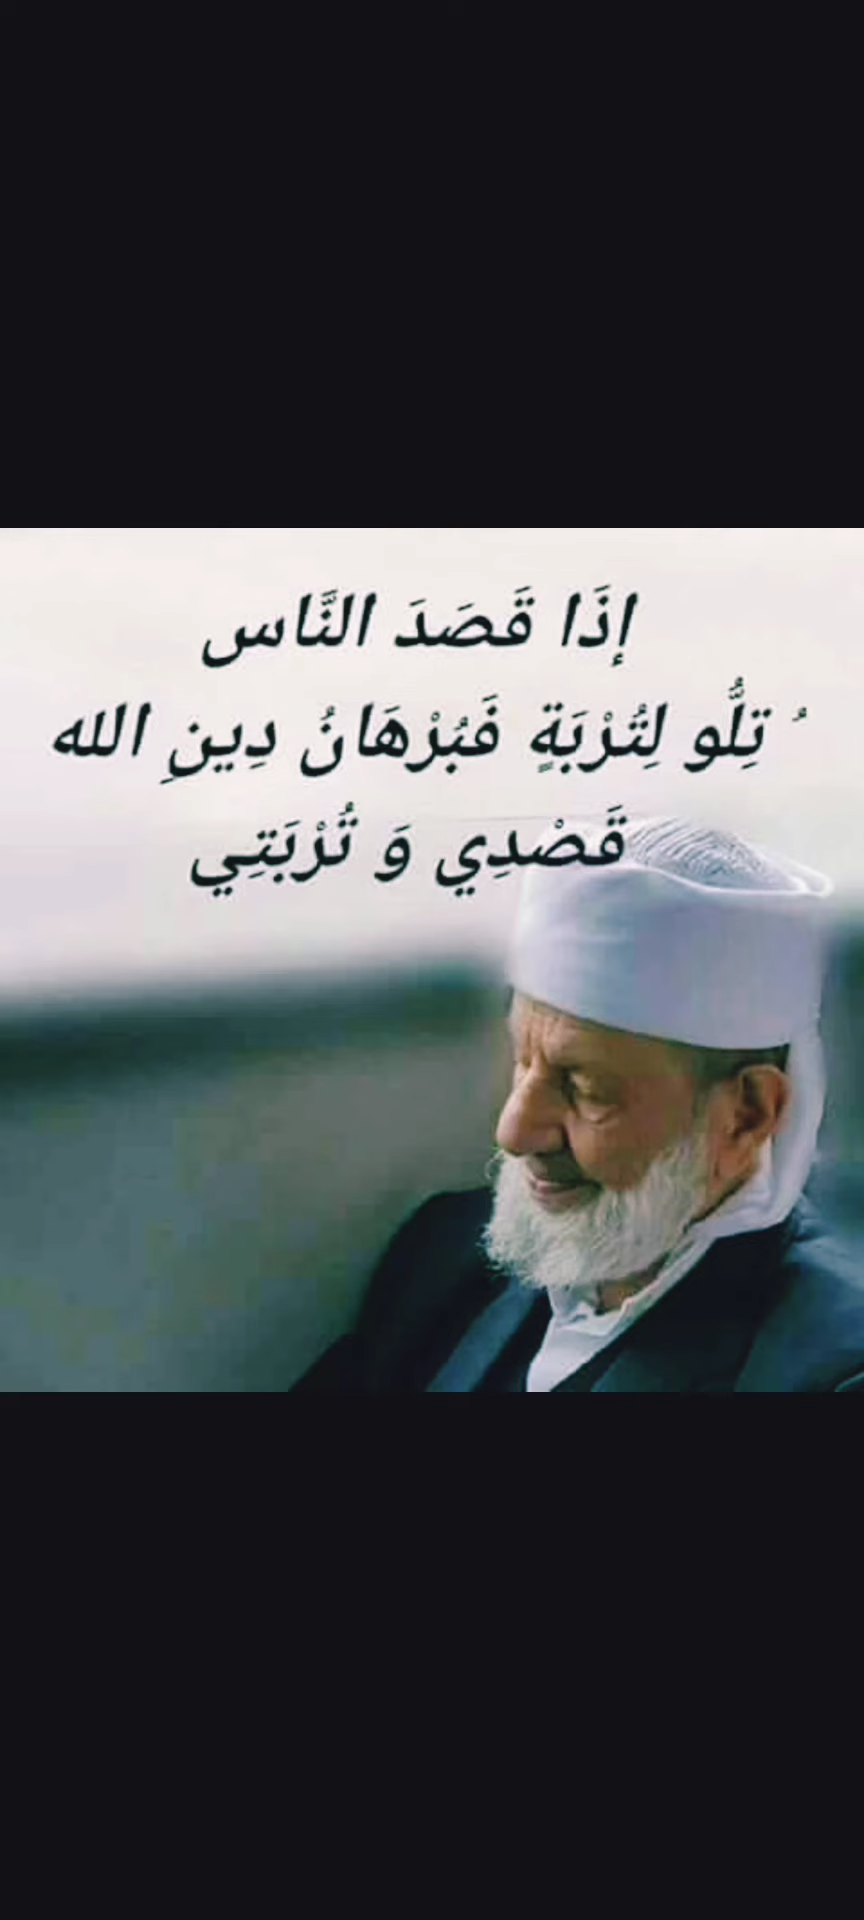 إذَا قَصَدَ النَّاس
ُ تِلُّو لِتُرْبَةٍ فَبُرْهَانُ دِينِ الله
قَصْدِي وَ تُرْبَتِي